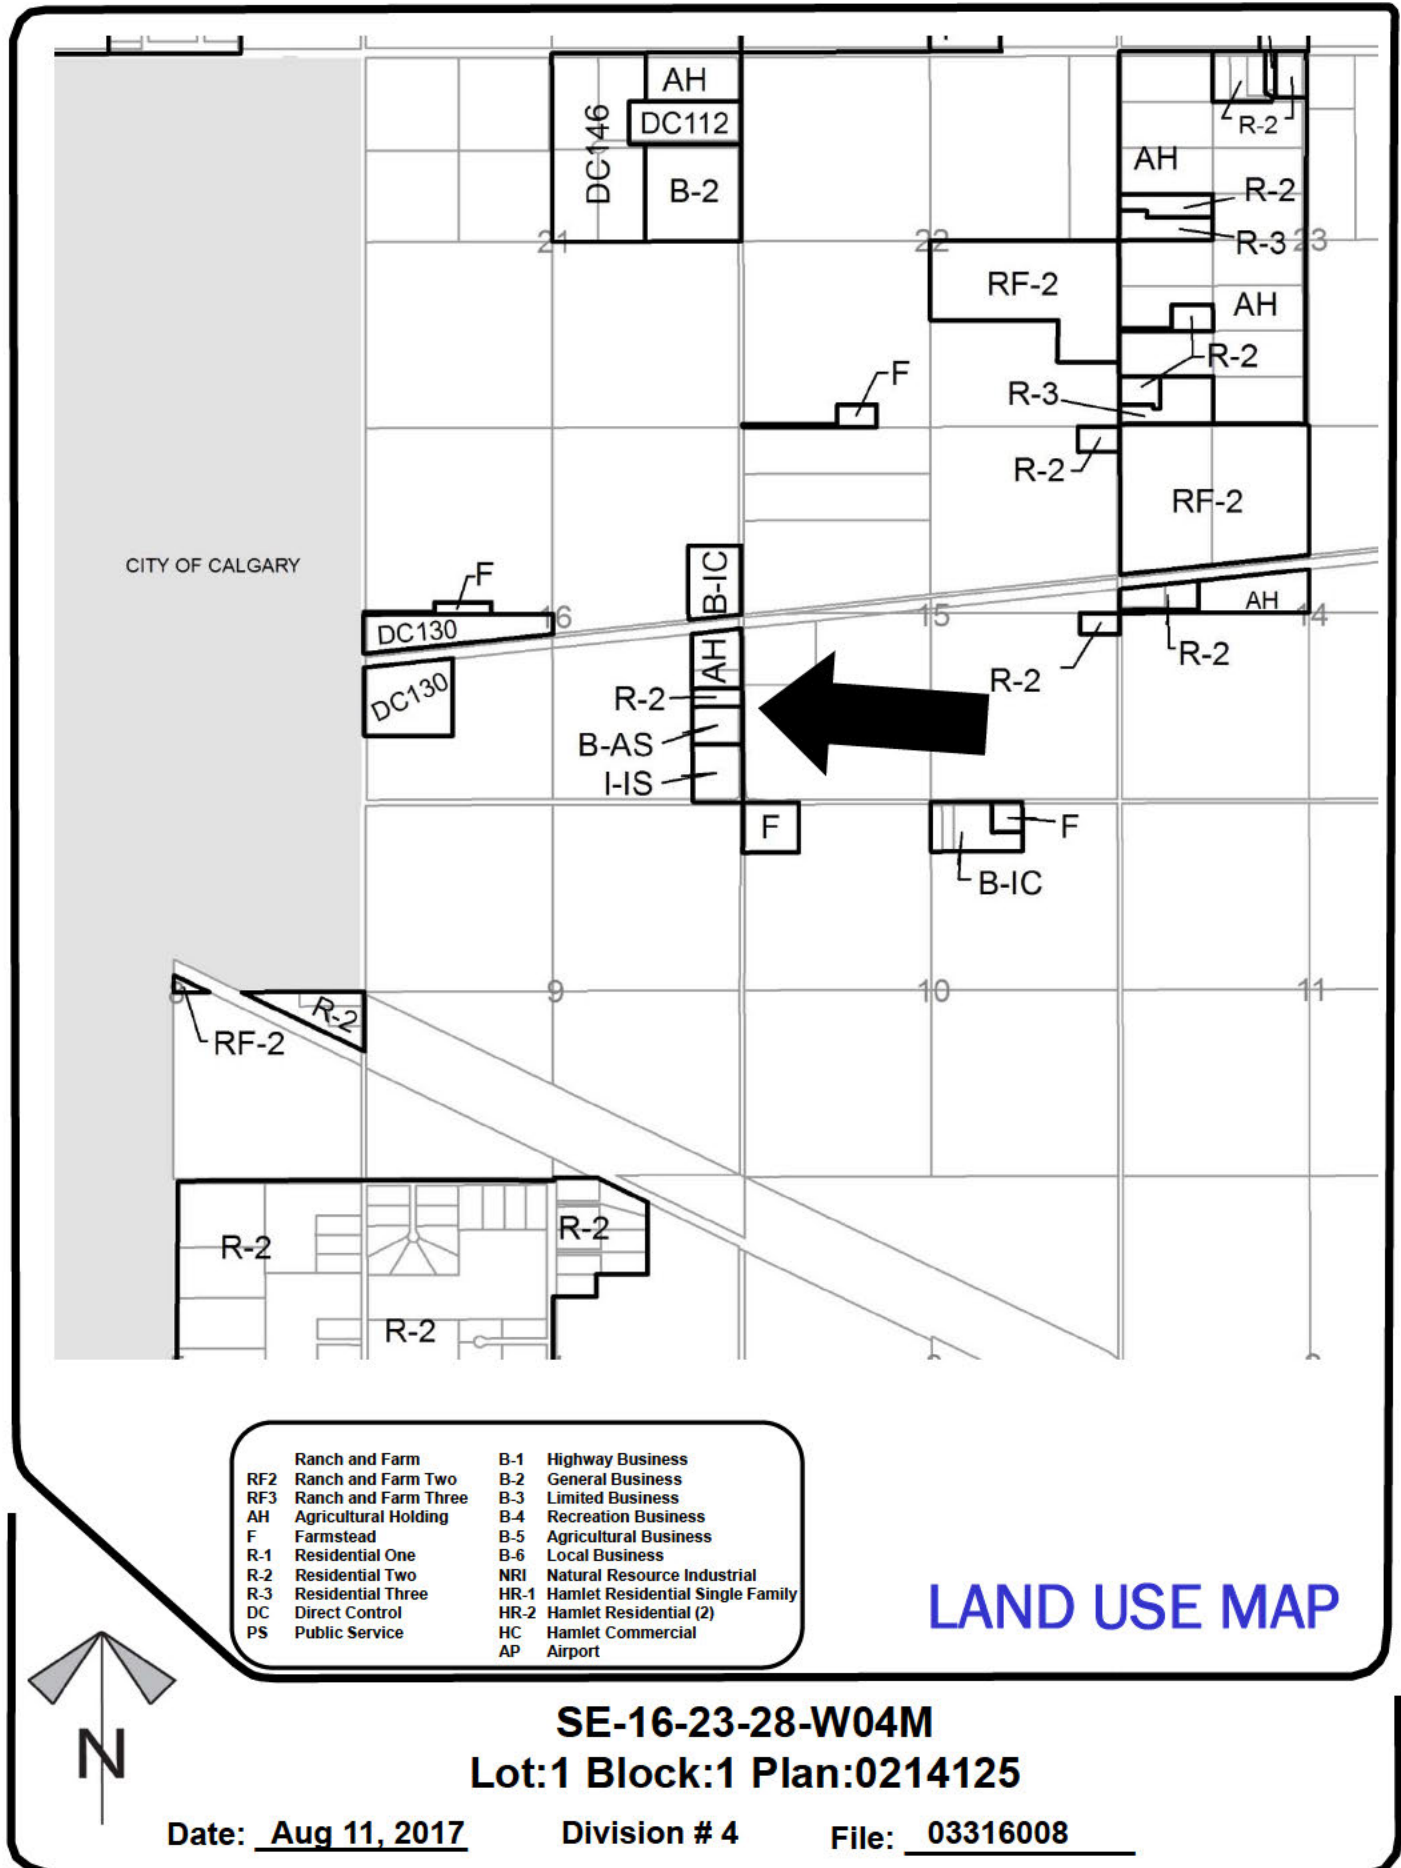 AH
DC146
DC112
B-2
R-2
AH
R-2
R-3
21
22
23
RF-2
AH
R-2
F
R-3
R-2
RF-2
CITY OF CALGARY
B-IC
F
16
15
14
DC130
AH
AH
R-2
R-2
DC130
R-2
B-AS
I-IS
F
F
B-IC
8
9
10
11
R-2
RF-2
R-2
R-2
R-2
Ranch and Farm
RF2 Ranch and Farm Two
RF3 Ranch and Farm Three
AH Agricultural Holding
F Farmstead
R-1 Residential One
R-2 Residential Two
R-3 Residential Three
DC Direct Control
PS Public Service
B-1 Highway Business
B-2 General Business
B-3 Limited Business
B-4 Recreation Business
B-5 Agricultural Business
B-6 Local Business
NRI Natural Resource Industrial
HR-1 Hamlet Residential Single Family
HR-2 Hamlet Residential (2)
HC Hamlet Commercial
AP Airport
LAND USE MAP
N
SE-16-23-28-W04M
Lot:1 Block:1 Plan:0214125
Date: Aug 11, 2017 Division # 4 File: 03316008